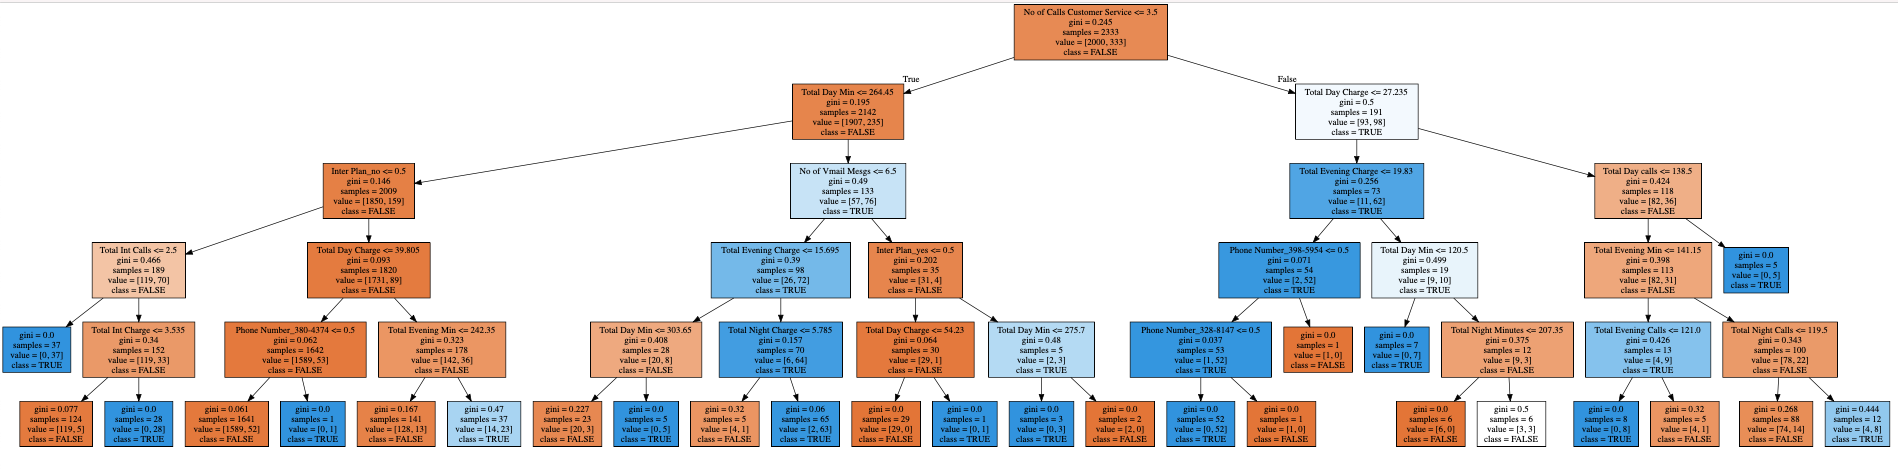 No of Calls Customer Service <= 3.5
gini = 0.245
samples = 2333
value = [2000, 333]
class = FALSE
True
False
Total Day Min <= 264.45
gini = 0.195
samples = 2142
value = [1907, 235]
class = FALSE
Total Day Charge <= 27.235
gini = 0.5
samples = 191
value = [93, 98]
class = TRUE
Inter Plan_no <= 0.5
gini = 0.146
samples = 2009
value = [1850, 159]
class = FALSE
No of Vmail Mesgs <= 6.5
gini = 0.49
samples = 133
value = [57, 76]
class = TRUE
Total Evening Charge <= 19.83
gini = 0.256
samples = 73
value = [11, 62]
class = TRUE
Total Day calls <= 138.5
gini = 0.424
samples = 118
value = [82, 36]
class = FALSE
Total Int Calls <= 2.5
gini = 0.466
samples = 189
value = [119, 70]
class = FALSE
Total Day Charge <= 39.805
gini = 0.093
samples = 1820
value = [1731, 89]
class = FALSE
Total Evening Charge <= 15.695
gini = 0.39
samples = 98
value = [26, 72]
class = TRUE
Inter Plan_yes <= 0.5
gini = 0.202
samples = 35
value = [31, 4]
class = FALSE
Phone Number_398-5954 <= 0.5
gini = 0.071
samples = 54
value = [2, 52]
class = TRUE
Total Day Min <= 120.5
gini = 0.499
samples = 19
value = [9, 10]
class = TRUE
Total Evening Min <= 141.15
gini = 0.398
samples = 113
value = [82, 31]
class = FALSE
gini = 0.0
samples = 5
value = [0, 5]
class = TRUE
gini = 0.0
samples = 37
value = [0, 37]
class = TRUE
Total Int Charge <= 3.535
gini = 0.34
samples = 152
value = [119, 33]
class = FALSE
Phone Number_380-4374 <= 0.5
gini = 0.062
samples = 1642
value = [1589, 53]
class = FALSE
Total Evening Min <= 242.35
gini = 0.323
samples = 178
value = [142, 36]
class = FALSE
Total Day Min <= 303.65
gini = 0.408
samples = 28
value = [20, 8]
class = FALSE
Total Night Charge <= 5.785
gini = 0.157
samples = 70
value = [6, 64]
class = TRUE
Total Day Charge <= 54.23
gini = 0.064
samples = 30
value = [29, 1]
class = FALSE
Total Day Min <= 275.7
gini = 0.48
samples = 5
value = [2, 3]
class = TRUE
Phone Number_328-8147 <= 0.5
gini = 0.037
samples = 53
value = [1, 52]
class = TRUE
gini = 0.0
samples = 1
value = [1, 0]
class = FALSE
gini = 0.0
samples = 7
value = [0, 7]
class = TRUE
Total Night Minutes <= 207.35
gini = 0.375
samples = 12
value = [9, 3]
class = FALSE
Total Evening Calls <= 121.0
gini = 0.426
samples = 13
value = [4, 9]
class = TRUE
Total Night Calls <= 119.5
gini = 0.343
samples = 100
value = [78, 22]
class = FALSE
gini = 0.077
samples = 124
value = [119, 5]
class = FALSE
gini = 0.0
samples = 28
value = [0, 28]
class = TRUE
gini = 0.061
samples = 1641
value = [1589, 52]
class = FALSE
gini = 0.0
samples = 1
value = [0, 1]
class = TRUE
gini = 0.167
samples = 141
value = [128, 13]
class = FALSE
gini = 0.47
samples = 37
value = [14, 23]
class = TRUE
gini = 0.227
samples = 23
value = [20, 3]
class = FALSE
gini = 0.0
samples = 5
value = [0, 5]
class = TRUE
gini = 0.32
samples = 5
value = [4, 1]
class = FALSE
gini = 0.06
samples = 65
value = [2, 63]
class = TRUE
gini = 0.0
samples = 29
value = [29, 0]
class = FALSE
gini = 0.0
samples = 1
value = [0, 1]
class = TRUE
gini = 0.0
samples = 3
value = [0, 3]
class = TRUE
gini = 0.0
samples = 2
value = [2, 0]
class = FALSE
gini = 0.0
samples = 52
value = [0, 52]
class = TRUE
gini = 0.0
samples = 1
value = [1, 0]
class = FALSE
gini = 0.0
samples = 6
value = [6, 0]
class = FALSE
gini = 0.5
samples = 6
value = [3, 3]
class = FALSE
gini = 0.0
samples = 8
value = [0, 8]
class = TRUE
gini = 0.32
samples = 5
value = [4, 1]
class = FALSE
gini = 0.268
samples = 88
value = [74, 14]
class = FALSE
gini = 0.444
samples = 12
value = [4, 8]
class = TRUE